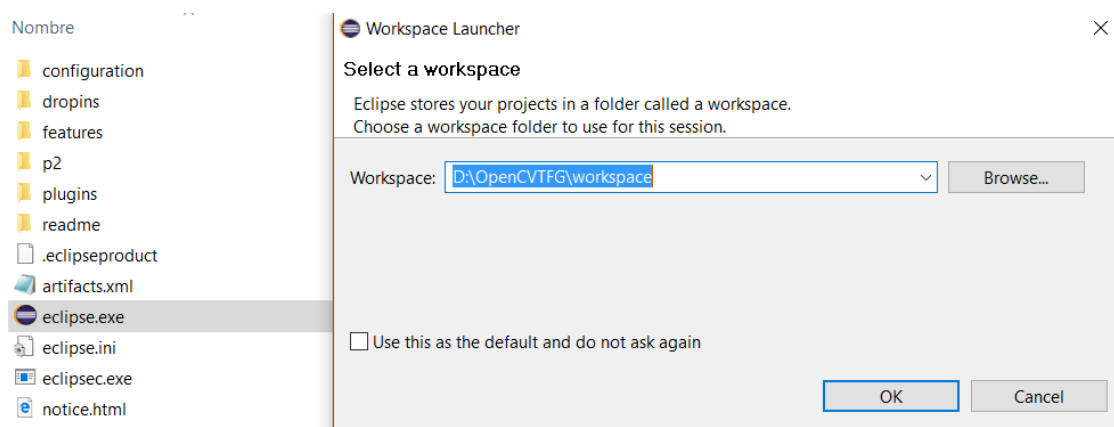 Nombre
configuration
dropins
features
p2
plugins
readme
.eclipseproduct
artifacts.xml
eclipse.exe
eclipse.ini
eclipsec.exe
notice.html
Workspace Launcher
Select a workspace
Eclipse stores your projects in a folder called a workspace.
Choose a workspace folder to use for this session.
Workspace: D:\OpenCVTFG\workspace Browse...
Use this as the default and do not ask again
OK Cancel